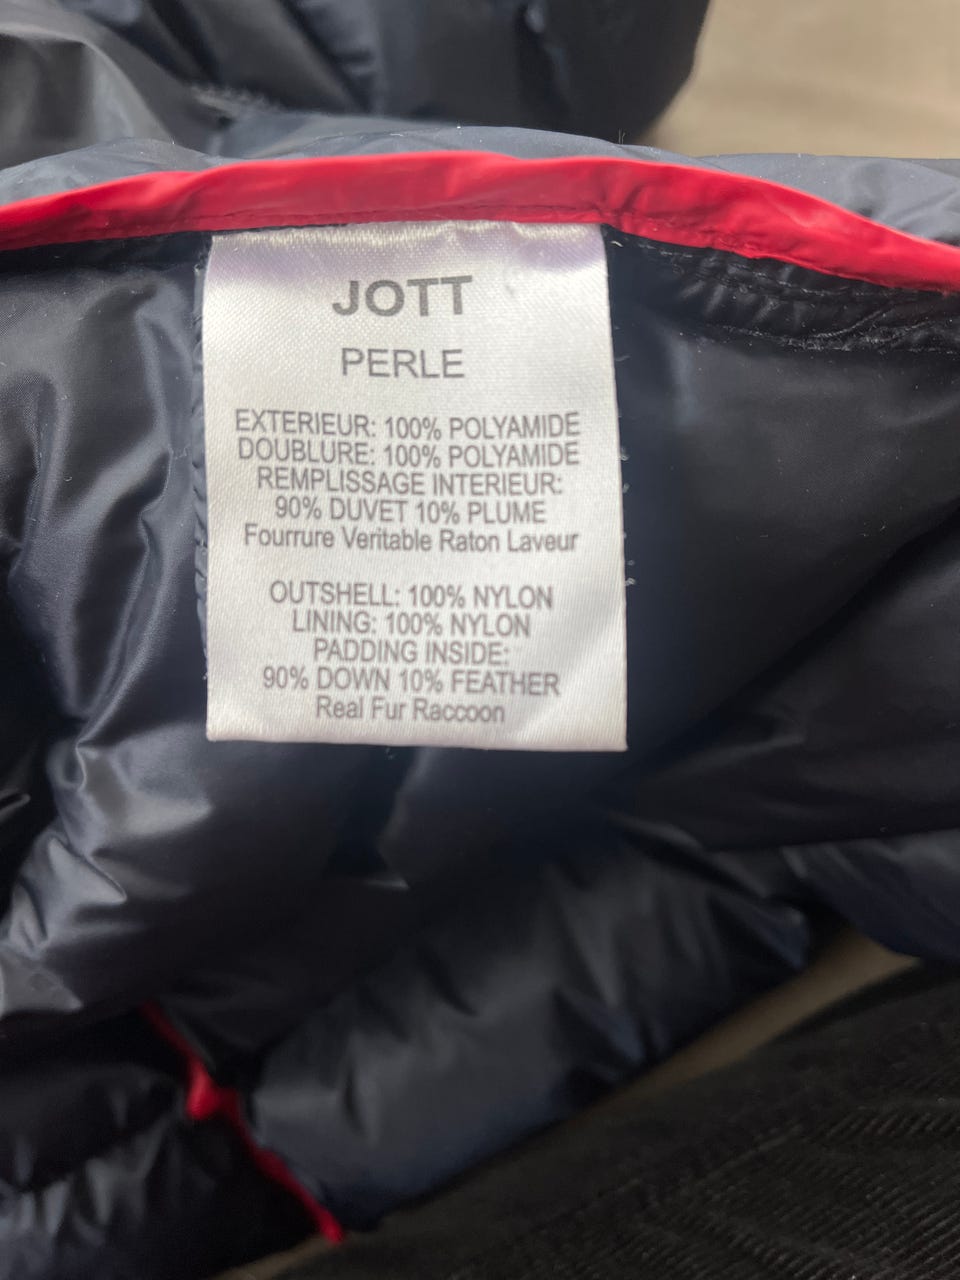 JOTT
PERLE
EXTERIEUR: 100% POLYAMIDE
DOUBLURE: 100% POLYAMIDE
REMPLISSAGE INTERIEUR:
90% DUVET 10% PLUME
Fourrure Veritable Raton Laveur
OUTSHELL: 100% NYLON
LINING: 100% NYLON
PADDING INSIDE:
90% DOWN 10% FEATHER
Real Fur Raccoon